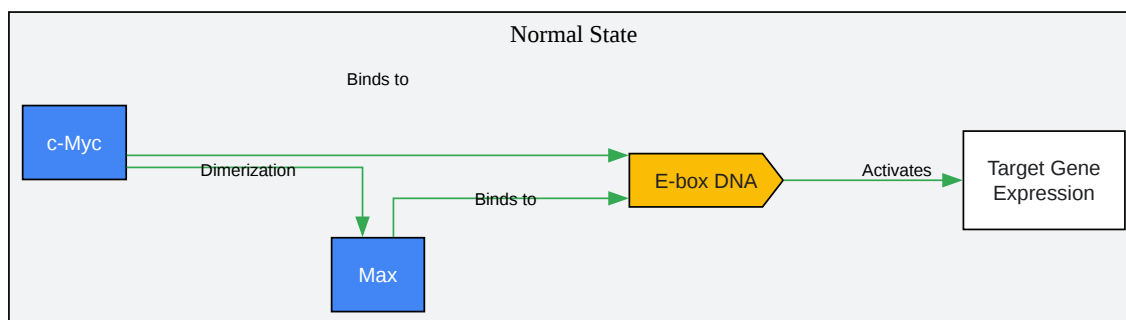 Normal State
Binds to
c-Myc
Dimerization
Binds to
E-box DNA
Activates
Target Gene
Expression
Max